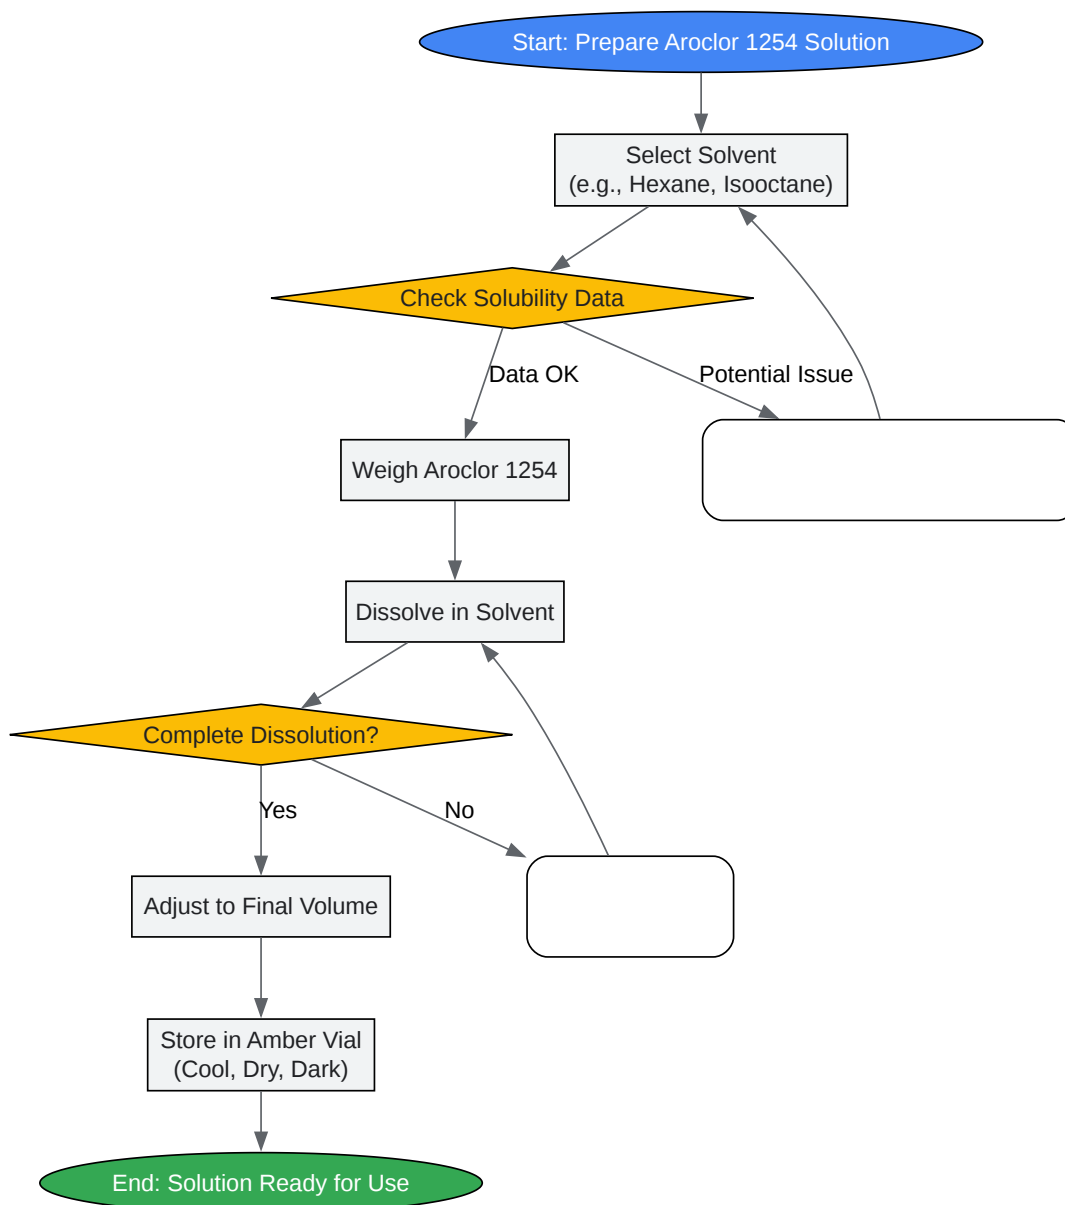 Start: Prepare Aroclor 1254 Solution
Select Solvent
(e.g., Hexane, Isooctane)
Check Solubility Data
Data OK
Potential Issue
Weigh Aroclor 1254
Dissolve in Solvent
Complete Dissolution?
Yes
No
Adjust to Final Volume
Store in Amber Vial
(Cool, Dry, Dark)
End: Solution Ready for Use